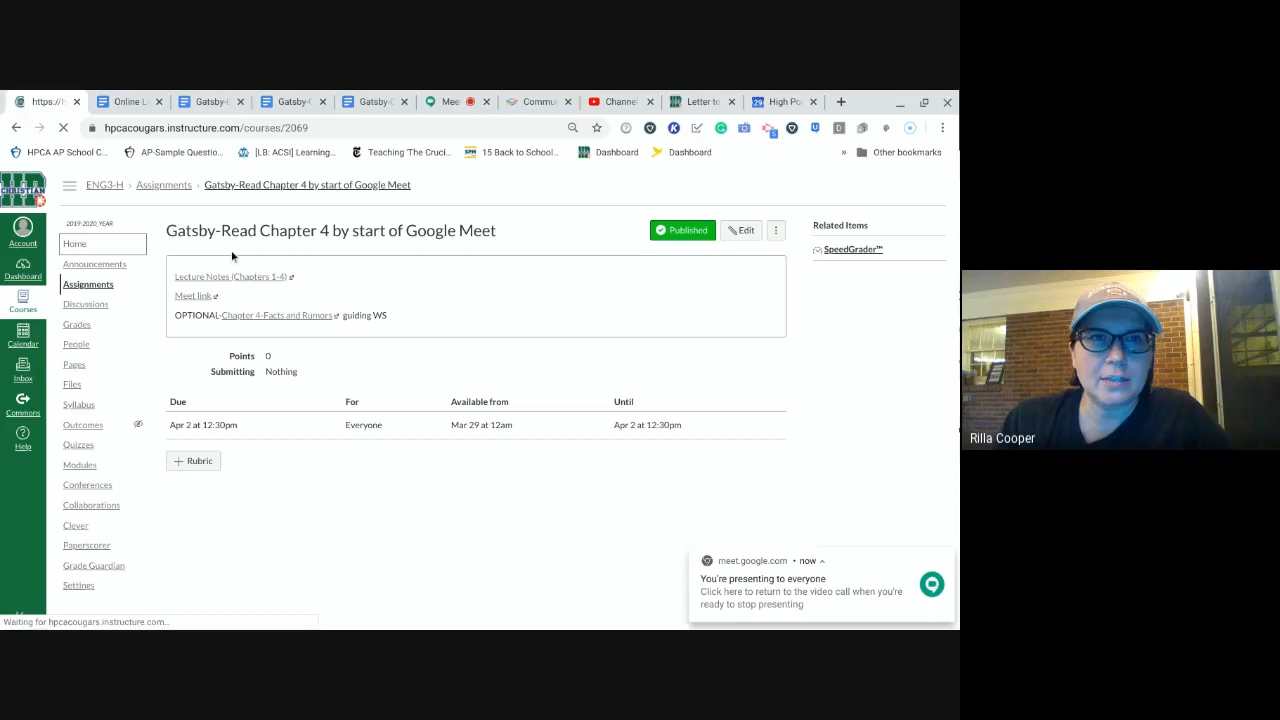 https://h
Online L
Gatsby-
Gatsby-
Gatsby-
Mee
Commu
Channel
Letter to
High Po
hpcacougars.instructure.com/courses/2069
HPCA AP School C...
AP-Sample Questio...
[LB: ACSI] Learning...
Teaching 'The Cruci...
15 Back to School...
Dashboard
Dashboard
» Other bookmarks
ENG3-H › Assignments › Gatsby-Read Chapter 4 by start of Google Meet
CHRISTIAN
Account
Dashboard
Courses
Calendar
Inbox
Commons
Help
2019-2020_YEAR
Home
Announcements
Assignments
Discussions
Grades
People
Pages
Files
Syllabus
Outcomes
Quizzes
Modules
Conferences
Collaborations
Clever
Paperscorer
Grade Guardian
Settings
Gatsby-Read Chapter 4 by start of Google Meet
Published
Edit
Lecture Notes (Chapters 1-4)
Meet link
OPTIONAL-Chapter 4-Facts and Rumors guiding WS
Points 0
Submitting Nothing
Due For Available from Until
Apr 2 at 12:30pm Everyone Mar 29 at 12am Apr 2 at 12:30pm
+ Rubric
Related Items
SpeedGrader™
meet.google.com • now
You're presenting to everyone
Click here to return to the video call when you're
ready to stop presenting
Waiting for hpcacougars.instructure.com...
Rilla Cooper